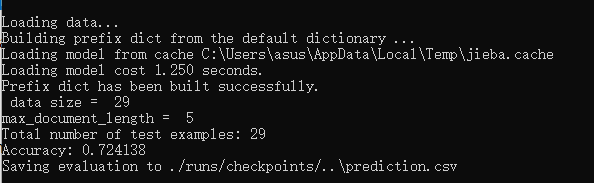 Loading data...
Building prefix dict from the default dictionary ...
Loading model from cache C:\Users\asus\AppData\Local\Temp\jieba.cache
Loading model cost 1.250 seconds.
Prefix dict has been built successfully.
data size =  29
max_document_length =  5
Total number of test examples: 29
Accuracy: 0.724138
Saving evaluation to ./runs/checkpoints/..\prediction.csv